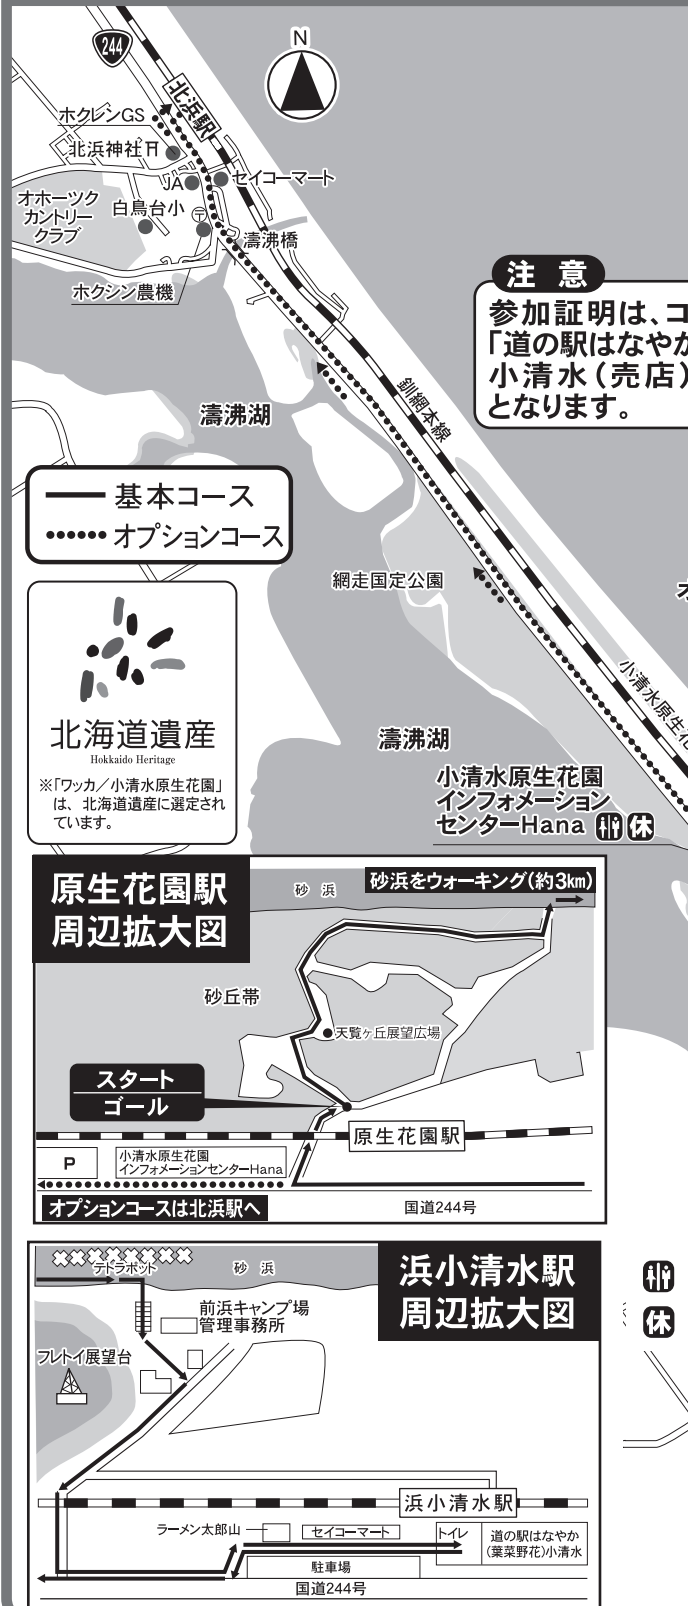 244
N
北浜駅
ホクレンGS
北浜神社
JA
セイコーマート
オホーツク
カントリー
クラブ
白鳥台小
〒
濤沸橋
ホクシン農機
注 意
参加証明は、コ
「道の駅はなやか
小清水（売店）
となります。
釧網本線
濤沸湖
基本コース
オプションコース
網走国定公園
北海道遺産
Hokkaido Heritage
※「ワッカ／小清水原生花園」
は、北海道遺産に選定され
ています。
小清水原生花
濤沸湖
小清水原生花園
インフォメーション
センターHana
休
原生花園駅
周辺拡大図
砂 浜
砂浜をウォーキング(約3㎞)
砂丘帯
天覧ヶ丘展望広場
スタート
ゴール
原生花園駅
P
小清水原生花園
インフォメーションセンターHana
オプションコースは北浜駅へ
国道244号
浜小清水駅
周辺拡大図
テトラポット
砂 浜
前浜キャンプ場
管理事務所
フレトイ展望台
休
浜小清水駅
ラーメン太郎山
セイコーマート
トイレ
道の駅はなやか
(葉菜野花)小清水
駐車場
国道244号